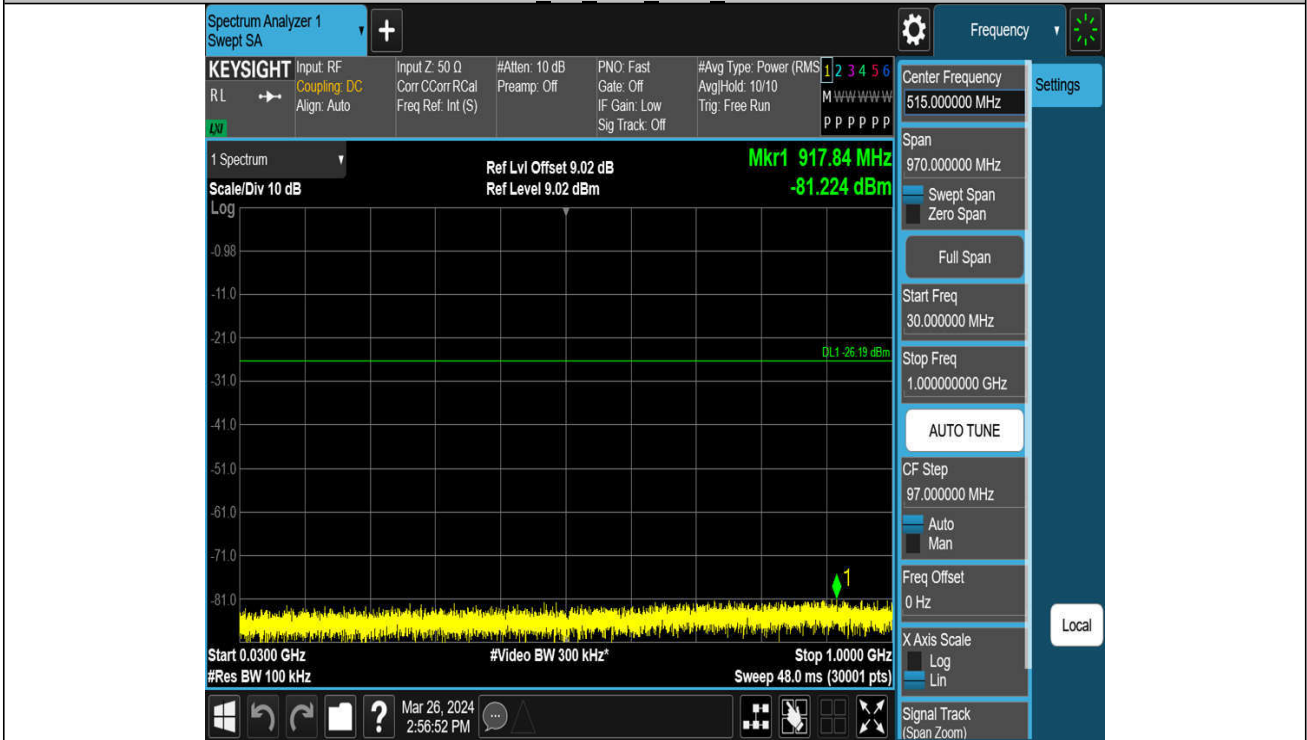 Spectrum Analyzer 1
Swept SA
+
Frequency
KEYSIGHT
RL
LXI
Input: RF
Coupling: DC
Align: Auto
Input Z: 50 Ω
Corr CCorr RCal
Freq Ref: Int (S)
#Atten: 10 dB
Preamp: Off
PNO: Fast
Gate: Off
IF Gain: Low
Sig Track: Off
#Avg Type: Power (RMS
Avg|Hold: 10/10
Trig: Free Run
1 2 3 4 5 6
M W W W W W
P P P P P P
1 Spectrum
Scale/Div 10 dB
Log
Ref Lvl Offset 9.02 dB
Ref Level 9.02 dBm
Mkr1 917.84 MHz
-81.224 dBm
-0.98
-11.0
-21.0
DL1 -26.19 dBm
-31.0
-41.0
-51.0
-61.0
-71.0
1
-81.0
Start 0.0300 GHz
#Res BW 100 kHz
#Video BW 300 kHz*
Stop 1.0000 GHz
Sweep 48.0 ms (30001 pts)
Mar 26, 2024
2:56:52 PM
?
Center Frequency
515.000000 MHz
Settings
Span
970.000000 MHz
Swept Span
Zero Span
Full Span
Start Freq
30.000000 MHz
Stop Freq
1.000000000 GHz
AUTO TUNE
CF Step
97.000000 MHz
Auto
Man
Freq Offset
0 Hz
X Axis Scale
Log
Lin
Local
Signal Track
(Span Zoom)